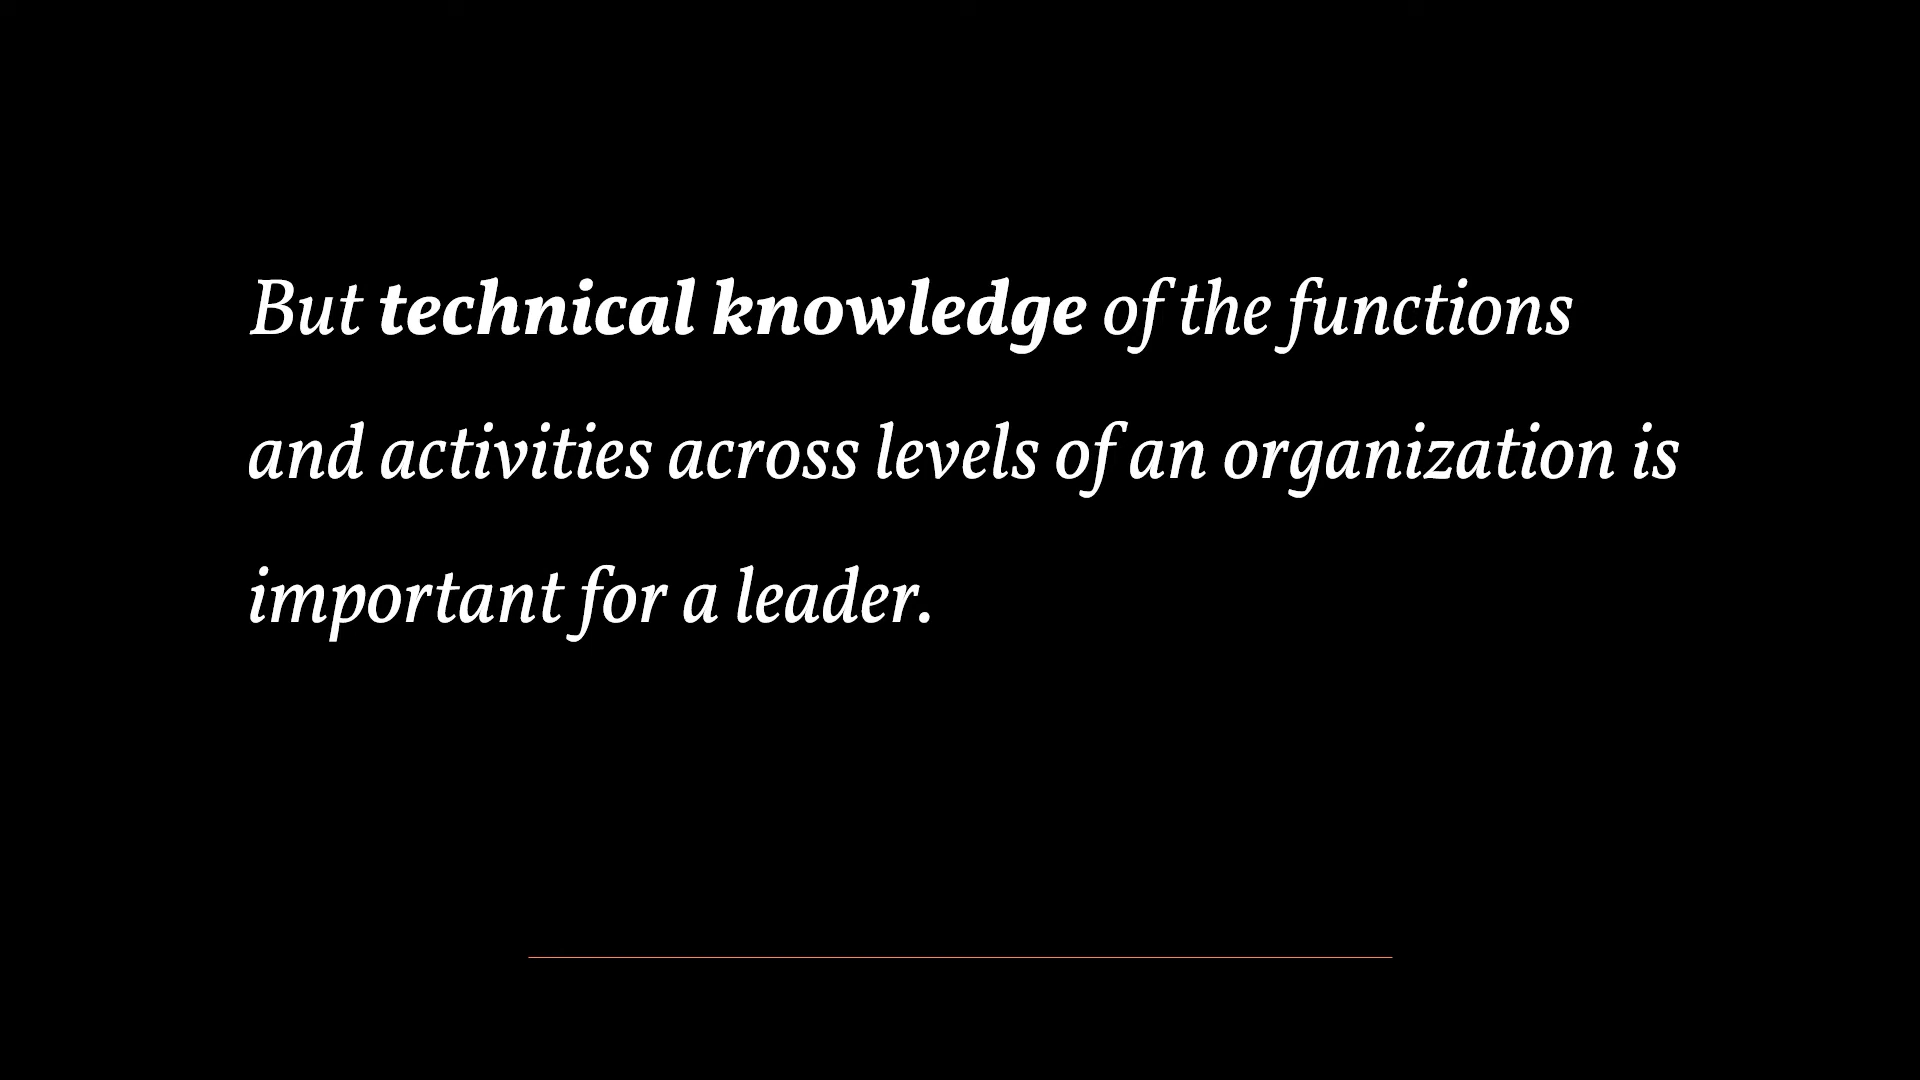 But technical knowledge of the functions
and activities across levels of an organization is
important for a leader.